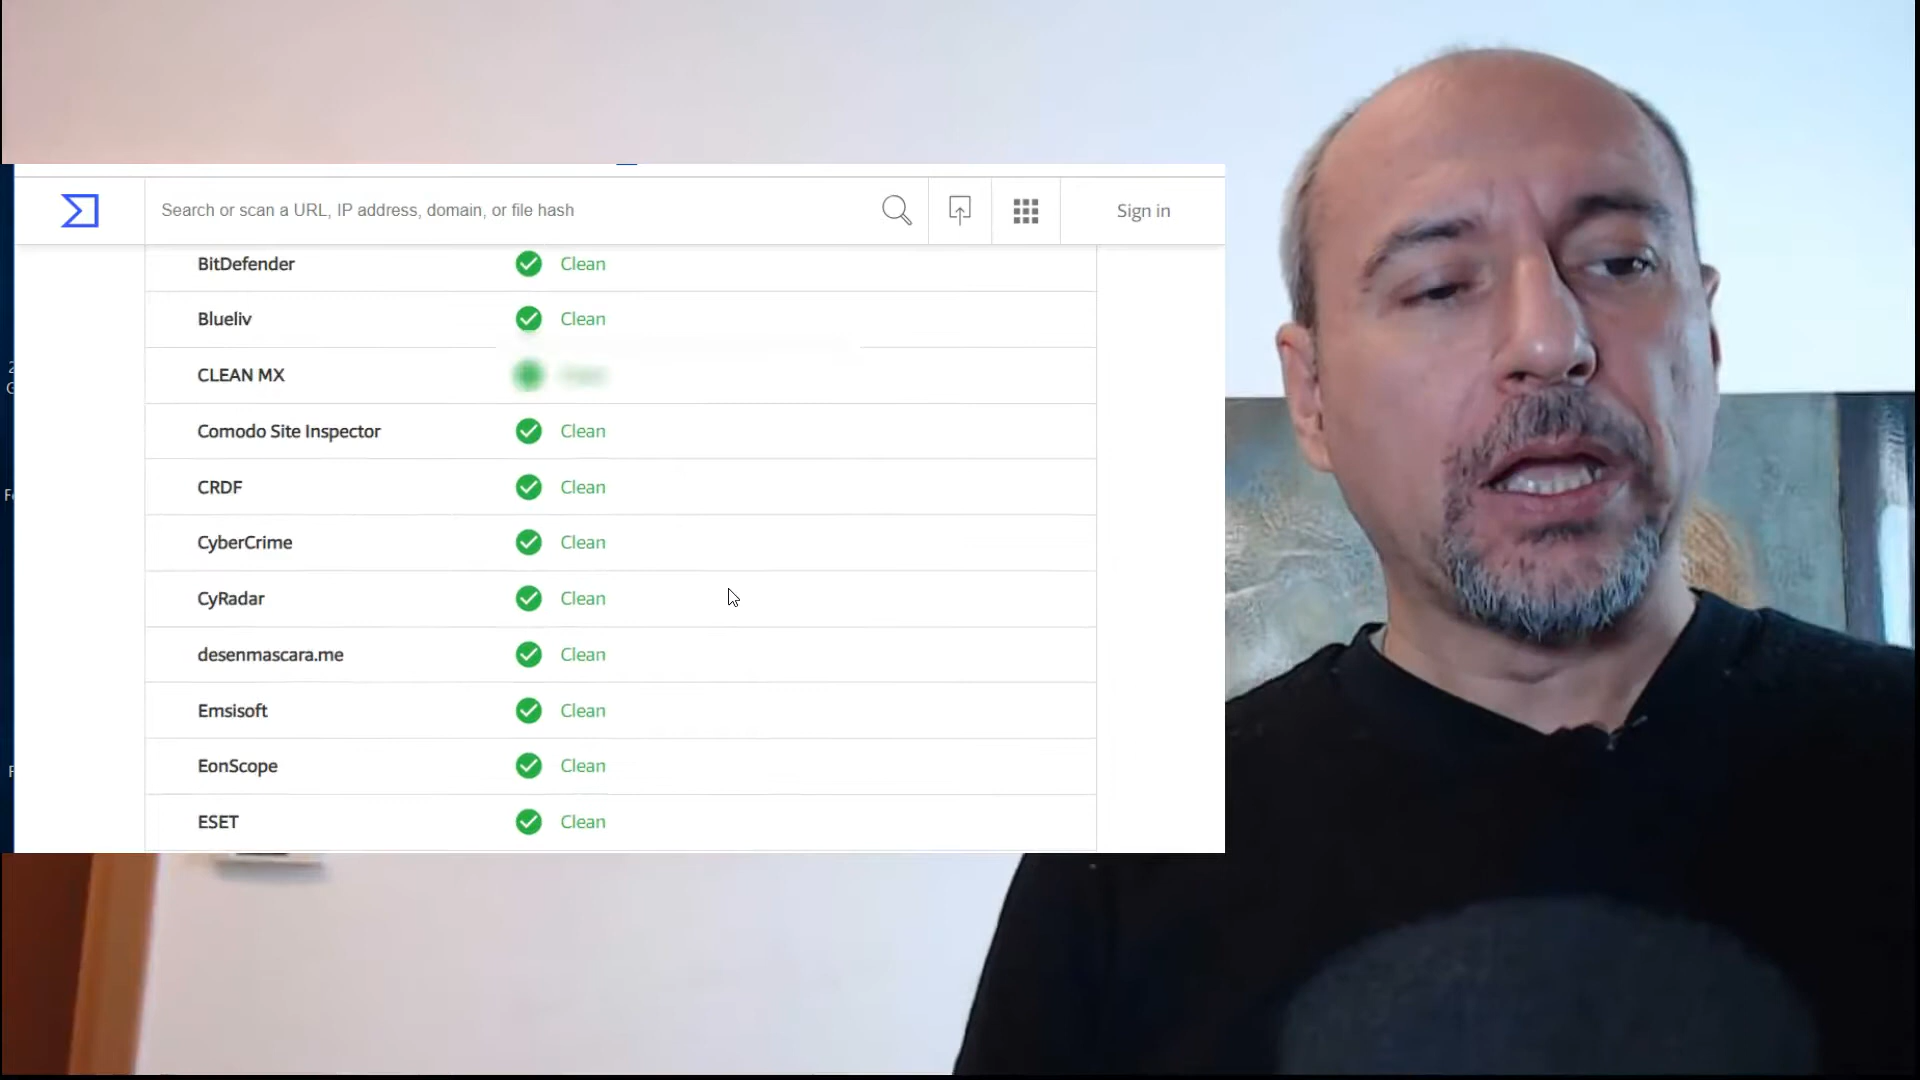 Search or scan a URL, IP address, domain, or file hash
Sign in
BitDefender Clean
Blueliv Clean
CLEAN MX
Comodo Site Inspector Clean
CRDF Clean
CyberCrime Clean
CyRadar Clean
desenmascara.me Clean
Emsisoft Clean
EonScope Clean
ESET Clean